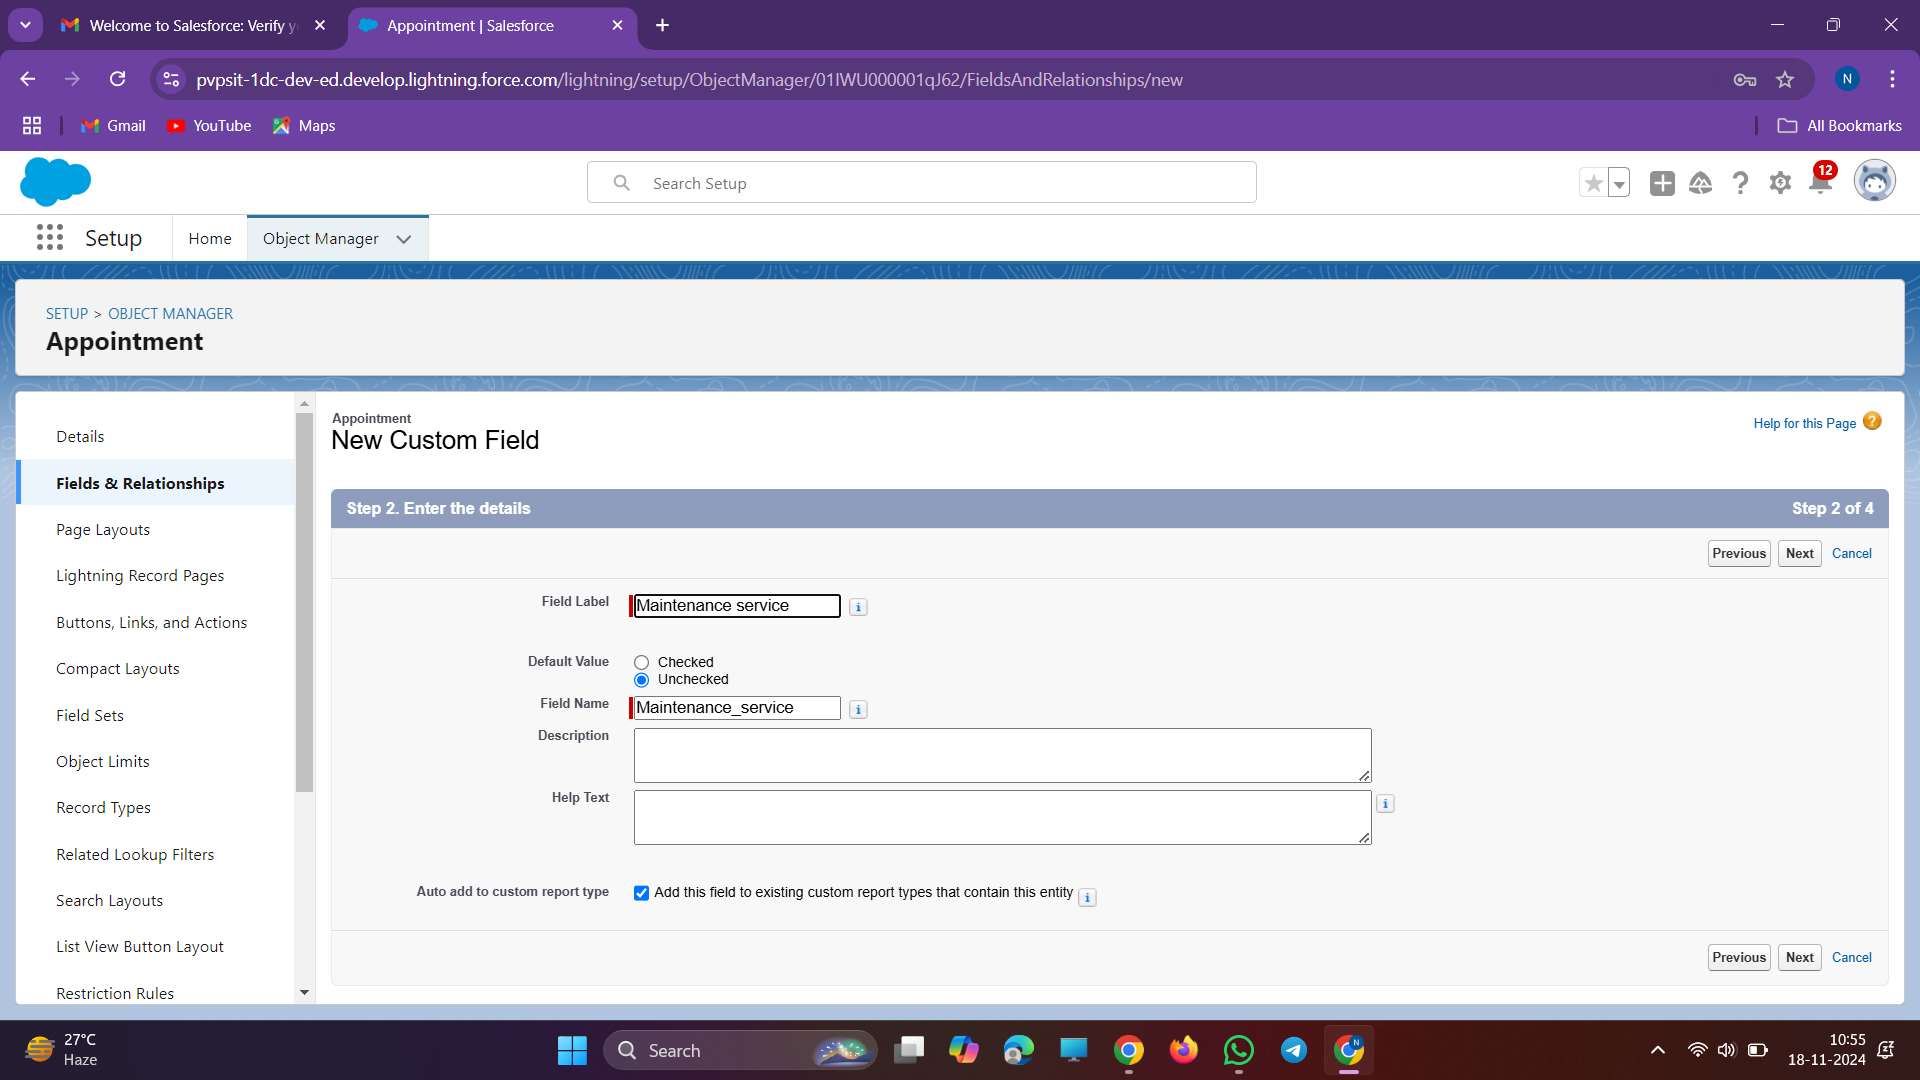 Welcome to Salesforce: Verify y
Appointment | Salesforce
pvpsit-1dc-dev-ed.develop.lightning.force.com/lightning/setup/ObjectManager/01IWU000001qJ62/FieldsAndRelationships/new
N
Gmail
YouTube
Maps
All Bookmarks
Search Setup
12
Setup
Home
Object Manager
SETUP > OBJECT MANAGER
Appointment
Details
Fields & Relationships
Page Layouts
Lightning Record Pages
Buttons, Links, and Actions
Compact Layouts
Field Sets
Object Limits
Record Types
Related Lookup Filters
Search Layouts
List View Button Layout
Restriction Rules
Appointment
New Custom Field
Help for this Page
Step 2. Enter the details
Step 2 of 4
Previous Next Cancel
Field Label Maintenance service
Default Value Checked
Unchecked
Field Name Maintenance_service
Description
Help Text
Auto add to custom report type Add this field to existing custom report types that contain this entity
Previous Next Cancel
27°C
Haze
Search
10:55
18-11-2024